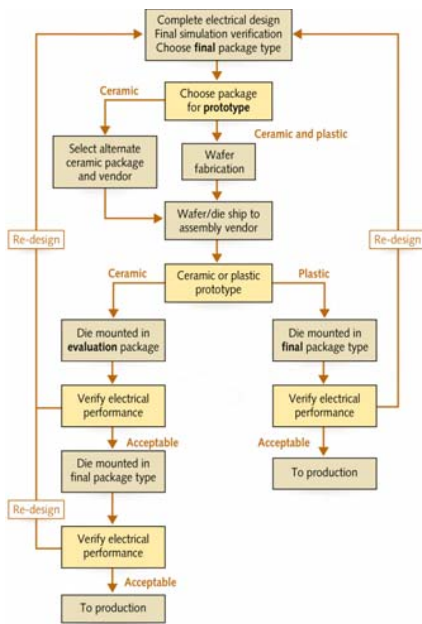 Complete electrical design
Final simulation verification
Choose final package type
Ceramic
Choose package
for prototype
Ceramic and plastic
Select alternate
ceramic package
and vendor
Wafer
fabrication
Wafer/die ship to
assembly vendor
Re-design
Re-design
Ceramic
Ceramic or plastic
prototype
Plastic
Die mounted in
evaluation package
Die mounted in
final package type
Verify electrical
performance
Verify electrical
performance
Acceptable
Acceptable
Die mounted in
final package type
To production
Re-design
Verify electrical
performance
Acceptable
To production